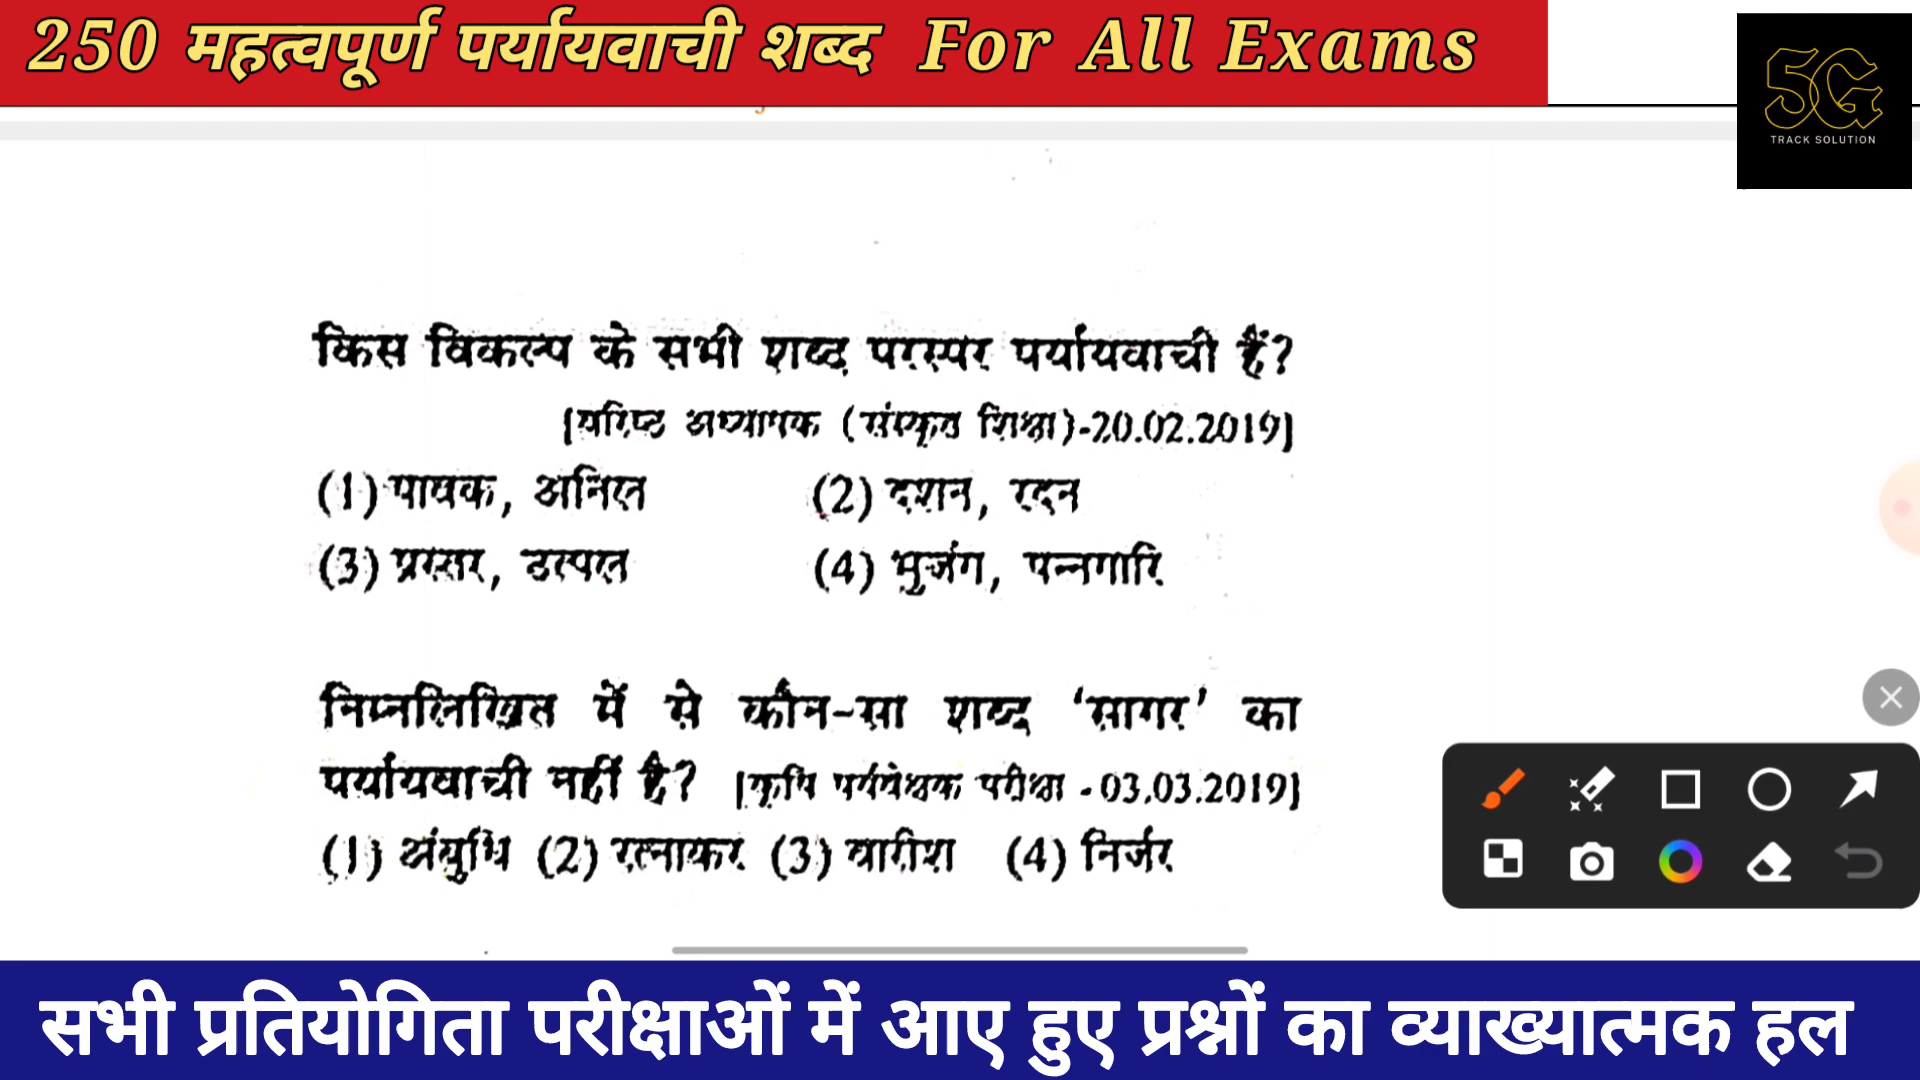 250 महत्वपूर्ण पर्यायवाची शब्द For All Exams
5G
TRACK SOLUTION
किस विकल्प के सभी शब्द परस्पर पर्यायवाची हैं?
[वरिष्ठ अध्यापक (संस्कृत शिक्षा)-20.02.2019]
(1) पावक, अनिल (2) दशन, रदन
(3) प्रस्तर, उत्पल (4) भुजंग, पन्नगारि
निम्नलिखित में से कौन-सा शब्द ‘सागर’ का
पर्यायवाची नहीं है? [कृषि पर्यवेक्षक परीक्षा - 03.03.2019]
(1) अंबुधि (2) रत्नाकर (3) वारीश (4) निर्जर
सभी प्रतियोगिता परीक्षाओं में आए हुए प्रश्नों का व्याख्यात्मक हल